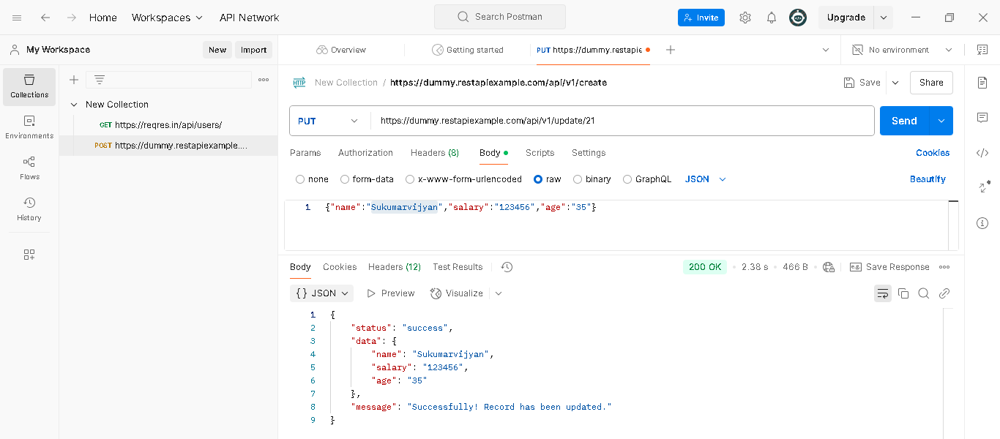 Home Workspaces API Network Search Postman Invite Upgrade
My Workspace New Import Overview Getting started PUT https://dummy.restapie No environment
Collections
Environments
Flows
History
New Collection
GET https://reqres.in/api/users/
POST https://dummy.restapiexample....
HTTP New Collection / https://dummy.restapiexample.com/api/v1/create Save Share
PUT https://dummy.restapiexample.com/api/v1/update/21 Send
Params Authorization Headers (8) Body Scripts Settings Cookies
none form-data x-www-form-urlencoded raw binary GraphQL JSON Beautify
1 {"name":"Sukumarvijyan","salary":"123456","age":"35"}
Body Cookies Headers (12) Test Results 200 OK • 2.38 s • 466 B e.g. Save Response
{} JSON Preview Visualize
1 {
2 "status": "success",
3 "data": {
4 "name": "Sukumarvijyan",
5 "salary": "123456",
6 "age": "35"
7 },
8 "message": "Successfully! Record has been updated."
9 }